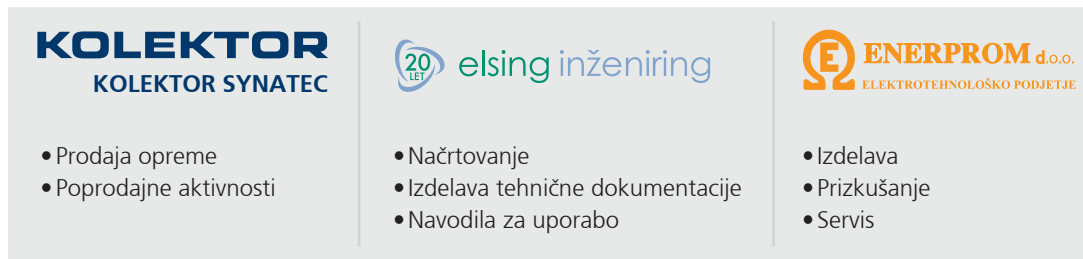 KOLEKTOR
KOLEKTOR SYNATEC
• Prodaja opreme
• Poprodajne aktivnosti
20
LET
elsing inženiring
• Načrtovanje
• Izdelava tehnične dokumentacije
• Navodila za uporabo
E
ENERPROM d.o.o.
ELEKTROTEHNOLOŠKO PODJETJE
• Izdelava
• Prizkušanje
• Servis